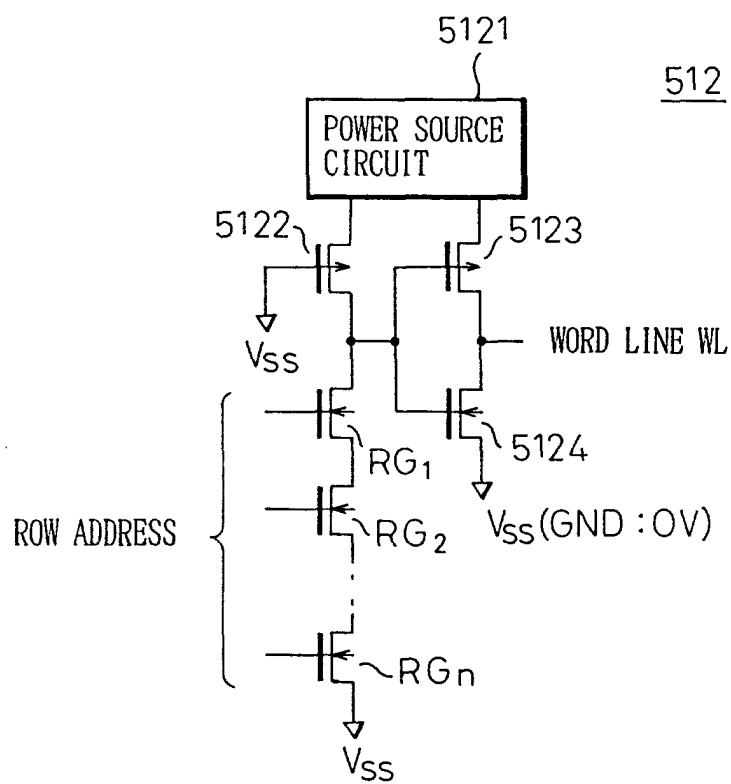 5121
512
POWER SOURCE
CIRCUIT
5122
5123
VSS
WORD LINE WL
RG1
5124
ROW ADDRESS
RG2
VSS(GND:0V)
RGn
VSS